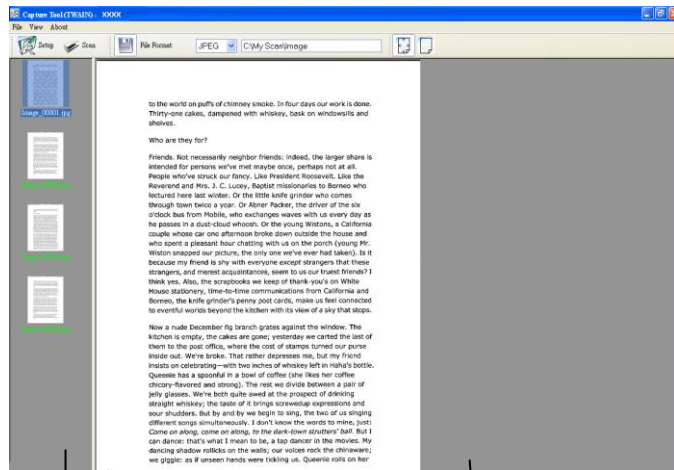 Capture Tool (TWAIN) - XXXX
File View About
Setup Scan File Format JPEG C:\My Scan\Image
Image_00001.jpg
to the world on puffs of chimney smoke. In four days our work is done.
Thirty-one cakes, dampened with whiskey, bask on windowsills and
shelves.
Who are they for?
Friends. Not necessarily neighbor friends: indeed, the larger share is
intended for persons we've met maybe once, perhaps not at all.
People who've struck our fancy. Like President Roosevelt. Like the
Reverend and Mrs. J. C. Lucey, Baptist missionaries to Borneo who
lectured here last winter. Or the little knife grinder who comes
through town twice a year. Or Abner Packer, the driver of the six
o'clock bus from Mobile, who exchanges waves with us every day as
he passes in a dust-cloud whoosh. Or the young Wistons, a California
couple whose car one afternoon broke down outside the house and
who spent a pleasant hour chatting with us on the porch (young Mr.
Wiston snapped our picture, the only one we've ever had taken). Is it
because my friend is shy with everyone except strangers that these
strangers, and merest acquaintances, seem to us our truest friends? I
think yes. Also, the scrapbooks we keep of thank-you's on White
House stationery, time-to-time communications from California and
Borneo, the knife grinder's penny post cards, make us feel connected
to eventful worlds beyond the kitchen with its view of a sky that stops.
Now a nude December fig branch grates against the window. The
kitchen is empty, the cakes are gone; yesterday we carted the last of
them to the post office, where the cost of stamps turned our purse
inside out. We're broke. That rather depresses me, but my friend
insists on celebrating—with two inches of whiskey left in Haha's bottle.
Queenie has a spoonful in a bowl of coffee (she likes her coffee
chicory-flavored and strong). The rest we divide between a pair of
jelly glasses. We're both quite awed at the prospect of drinking
straight whiskey; the taste of it brings screwedup expressions and
sour shudders. But by and by we begin to sing, the two of us singing
different songs simultaneously. I don't know the words to mine, just:
Come on along, come on along, to the dark-town strutters' ball. But I
can dance: that's what I mean to be, a tap dancer in the movies. My
dancing shadow rollicks on the walls; our voices rock the chinaware;
we giggle: as if unseen hands were tickling us. Queenie rolls on her